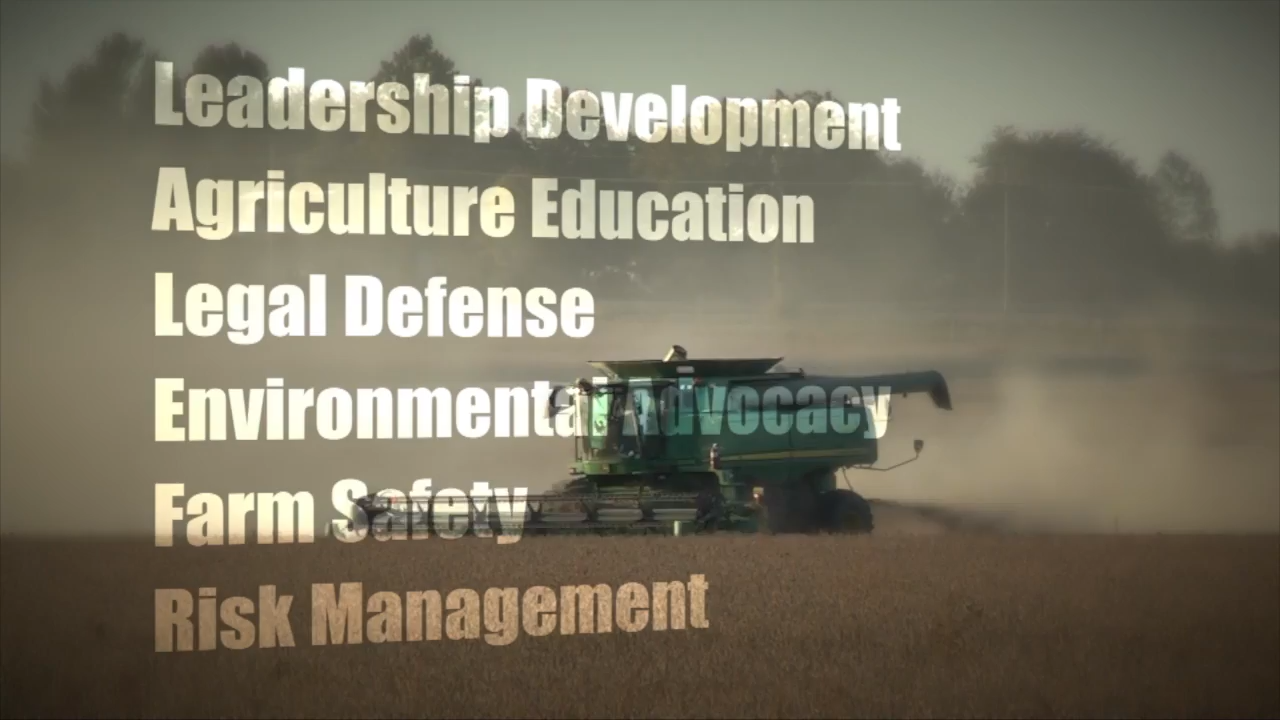 Leadership Development
Agriculture Education
Legal Defense
Environmental Advocacy
Farm Safety
Risk Management